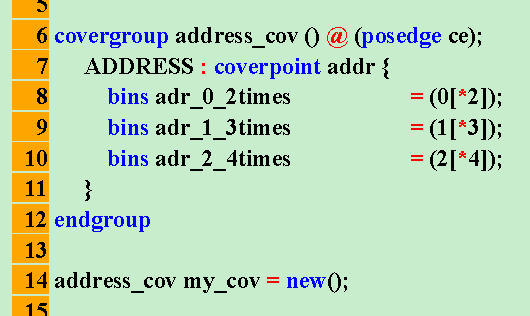 5
6 covergroup address_cov () @ (posedge ce);
7 ADDRESS : coverpoint addr {
8 bins adr_0_2times = (0[*2]);
9 bins adr_1_3times = (1[*3]);
10 bins adr_2_4times = (2[*4]);
11 }
12 endgroup
13
14 address_cov my_cov = new();
15